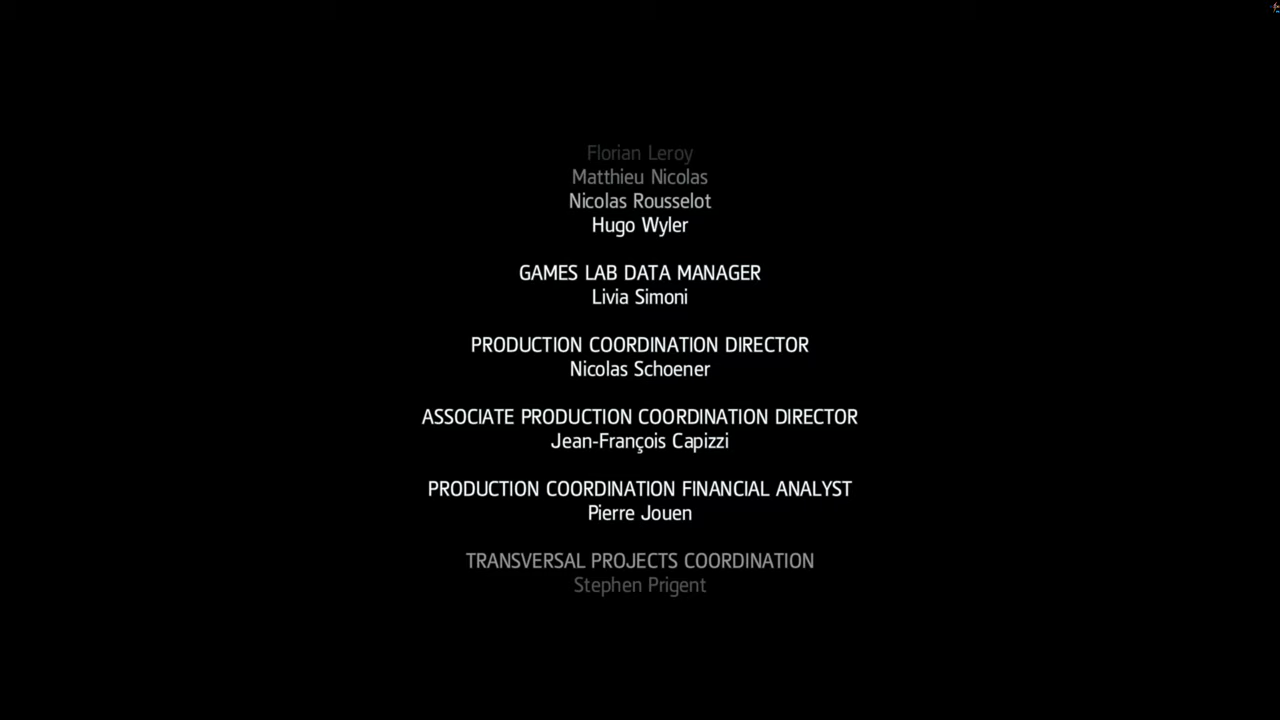 Florian Leroy
Matthieu Nicolas
Nicolas Rousselot
Hugo Wyler
GAMES LAB DATA MANAGER
Livia Simoni
PRODUCTION COORDINATION DIRECTOR
Nicolas Schoener
ASSOCIATE PRODUCTION COORDINATION DIRECTOR
Jean-François Capizzi
PRODUCTION COORDINATION FINANCIAL ANALYST
Pierre Jouen
TRANSVERSAL PROJECTS COORDINATION
Stephen Prigent